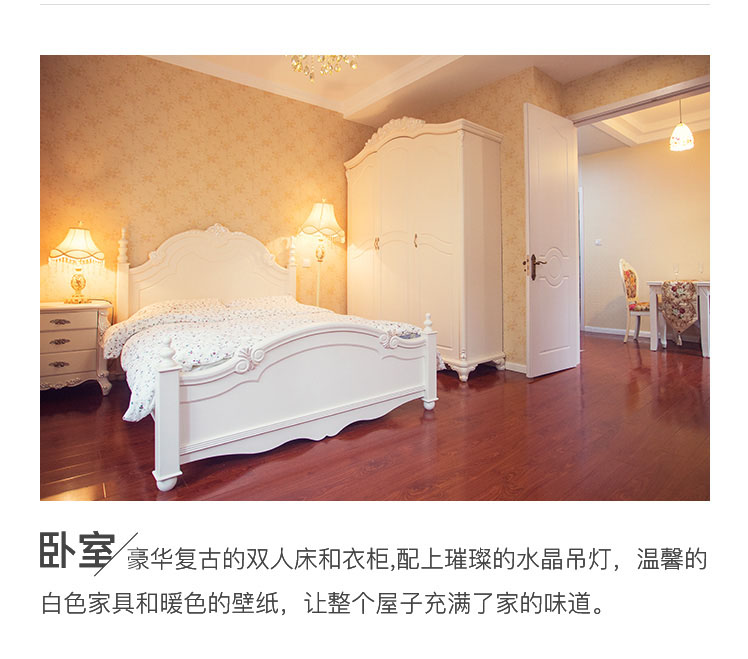 卧室/豪华复古的双人床和衣柜,配上璀璨的水晶吊灯，温馨的
白色家具和暖色的壁纸，让整个屋子充满了家的味道。